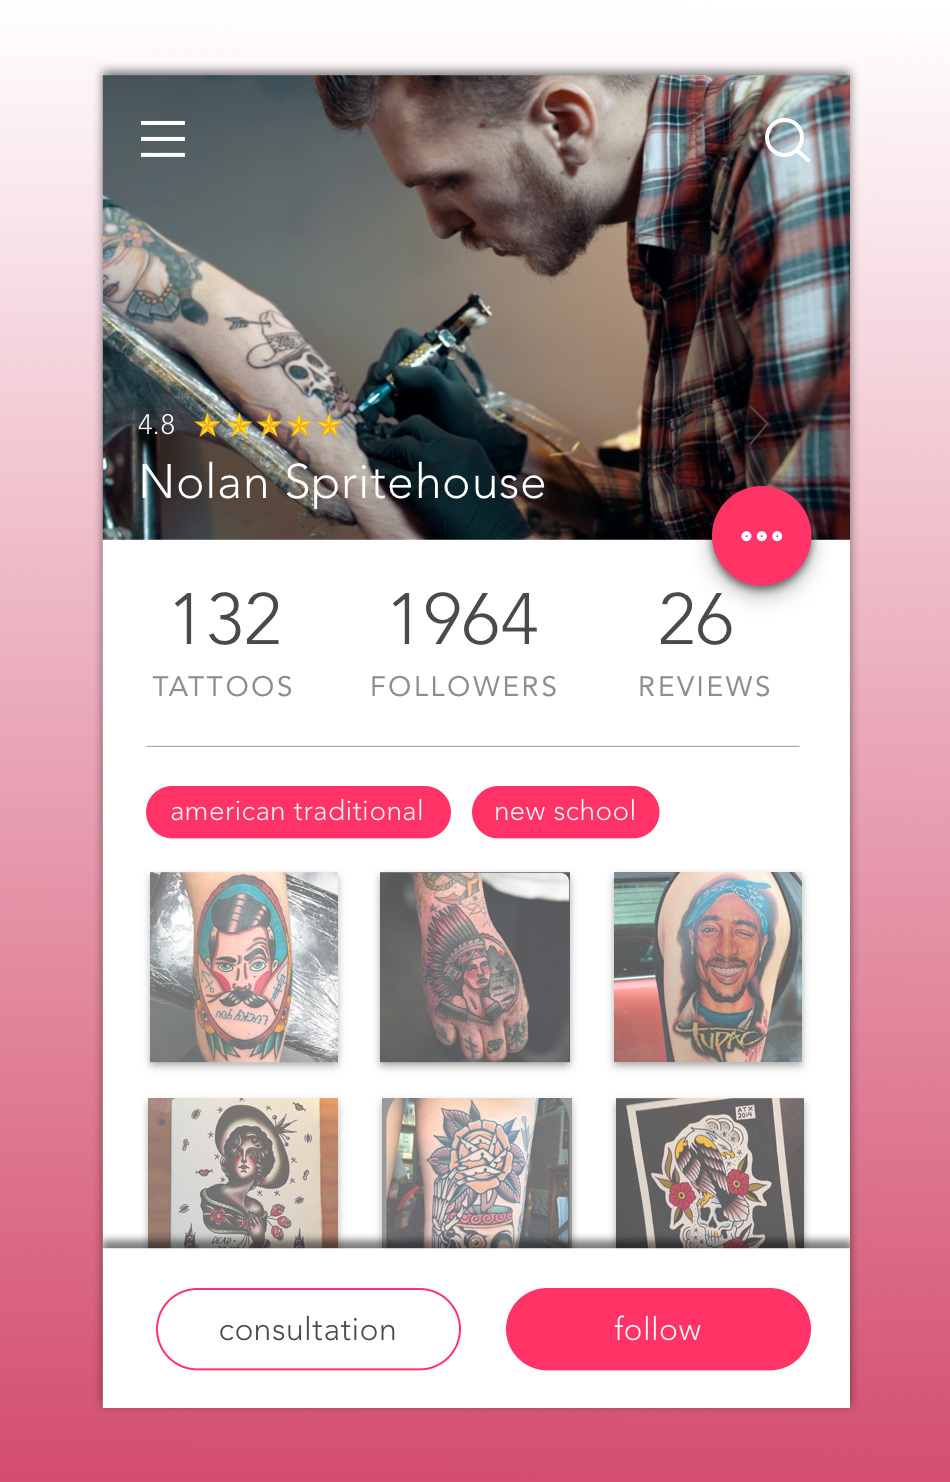 4.8
Nolan Spritehouse
132 1964 26
TATTOOS FOLLOWERS REVIEWS
american traditional new school
LUCKY YOU
TUPAC
ATX
2014
DEAD
consultation follow